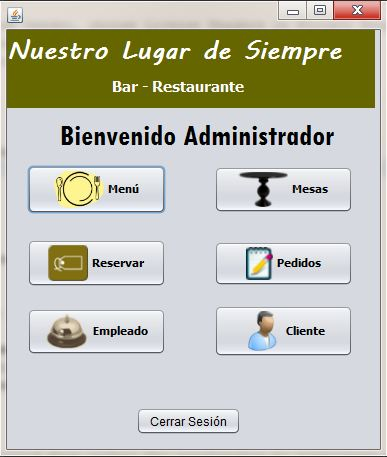 Nuestro Lugar de Siempre
Bar - Restaurante
Bienvenido Administrador
Menú
Mesas
Reservar
Pedidos
Empleado
Cliente
Cerrar Sesión